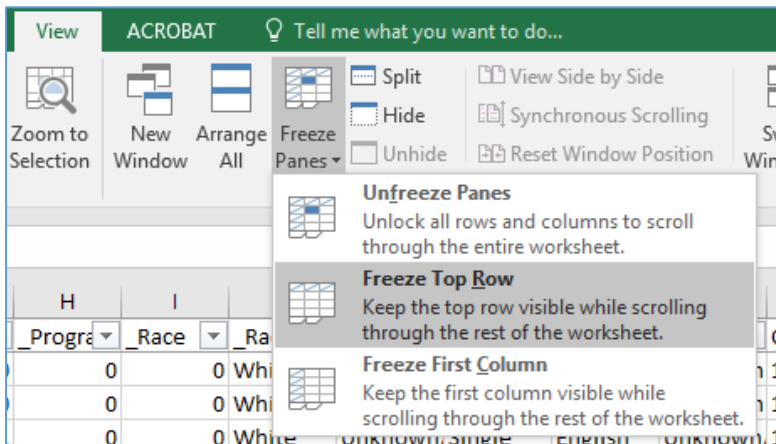 View ACROBAT Tell me what you want to do...
Split View Side by Side
Hide Synchronous Scrolling
Unhide Reset Window Position
Zoom to New Arrange Freeze
Selection Window All Panes
Unfreeze Panes
Unlock all rows and columns to scroll
through the entire worksheet.
Freeze Top Row
Keep the top row visible while scrolling
through the rest of the worksheet.
Freeze First Column
Keep the first column visible while
scrolling through the rest of the worksheet.
H I
_Progra _Race _Ra
0 0 Whi
0 0 Whi
0 0 White Unknown/Single English